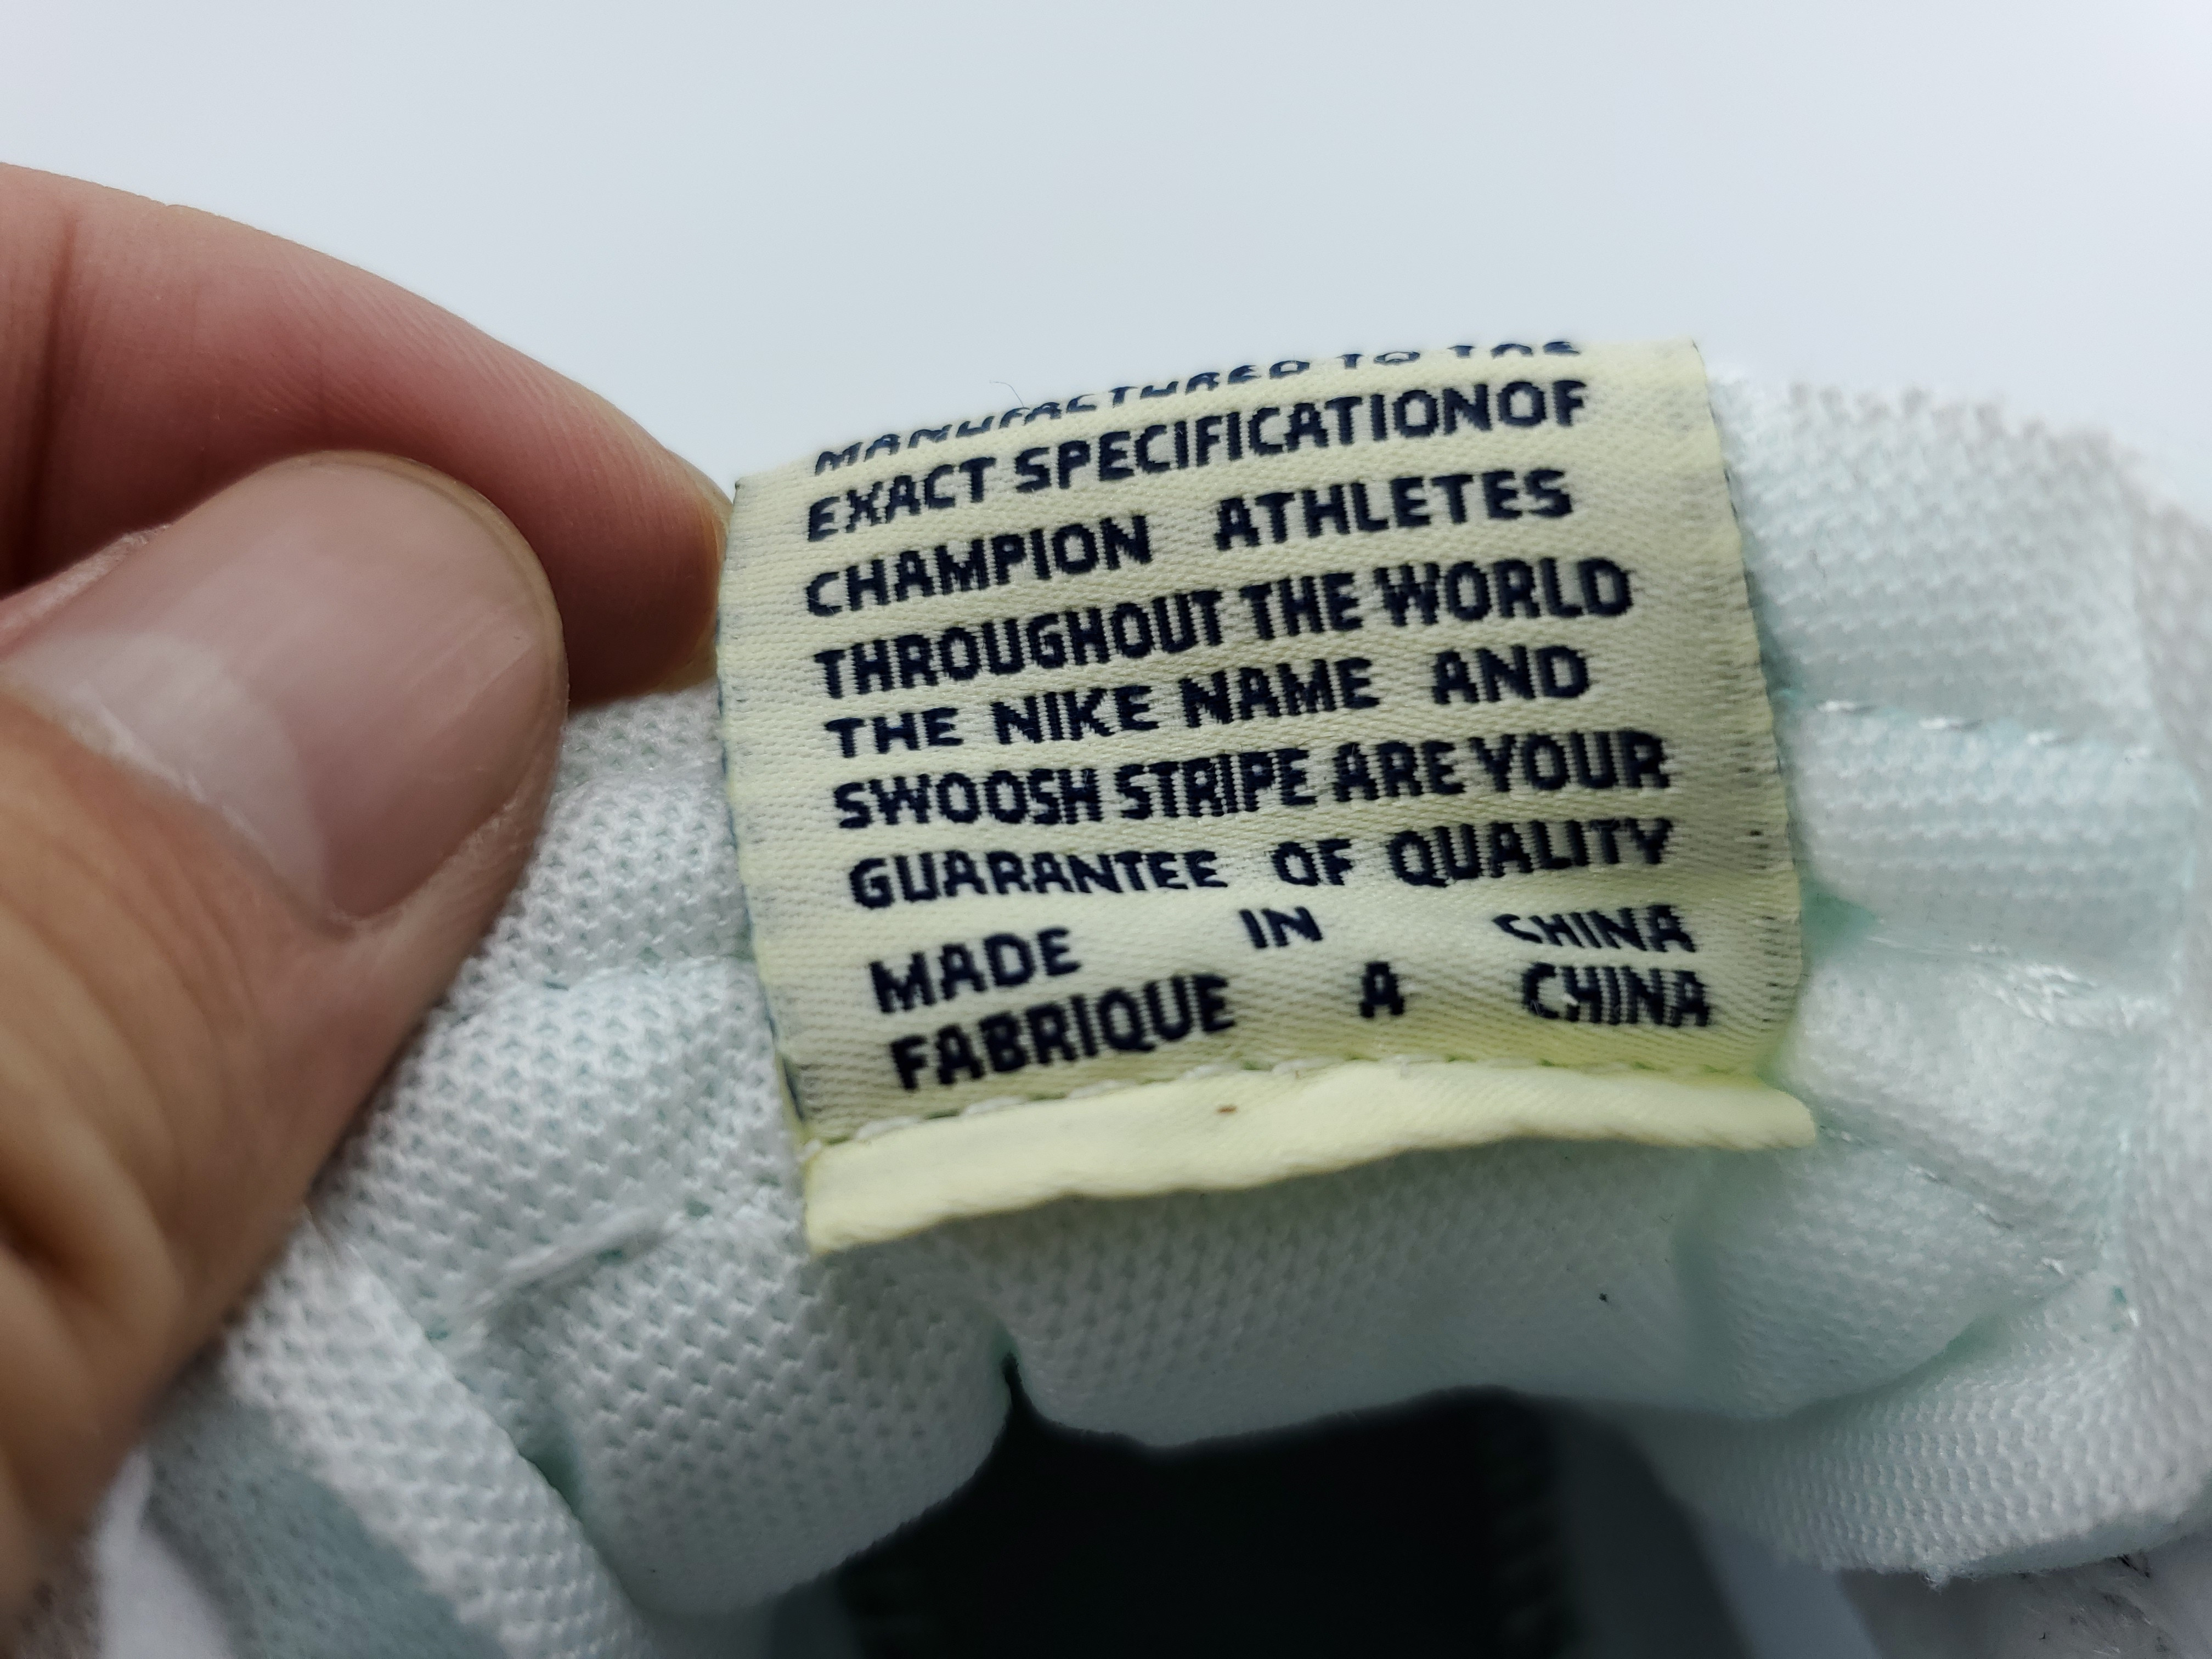 MANUFACTURED TO THE
EXACT SPECIFICATIONOF
CHAMPION ATHLETES
THROUGHOUT THE WORLD
THE NIKE NAME AND
SWOOSH STRIPE ARE YOUR
GUARANTEE OF QUALITY
MADE IN CHINA
FABRIQUE A CHINA